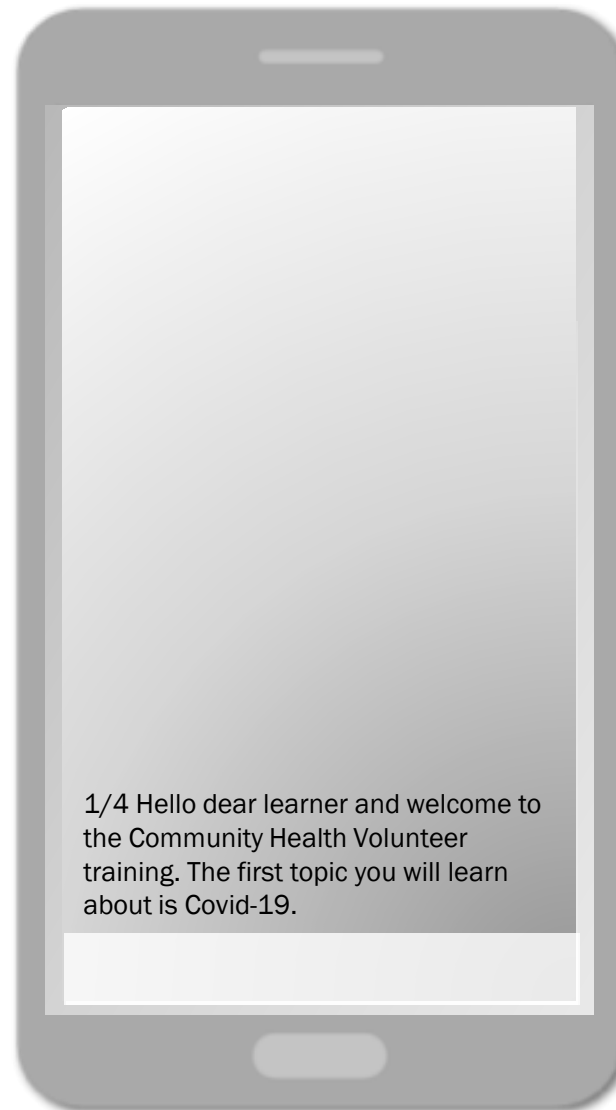 1/4 Hello dear learner and welcome to
the Community Health Volunteer
training. The first topic you will learn
about is Covid-19.